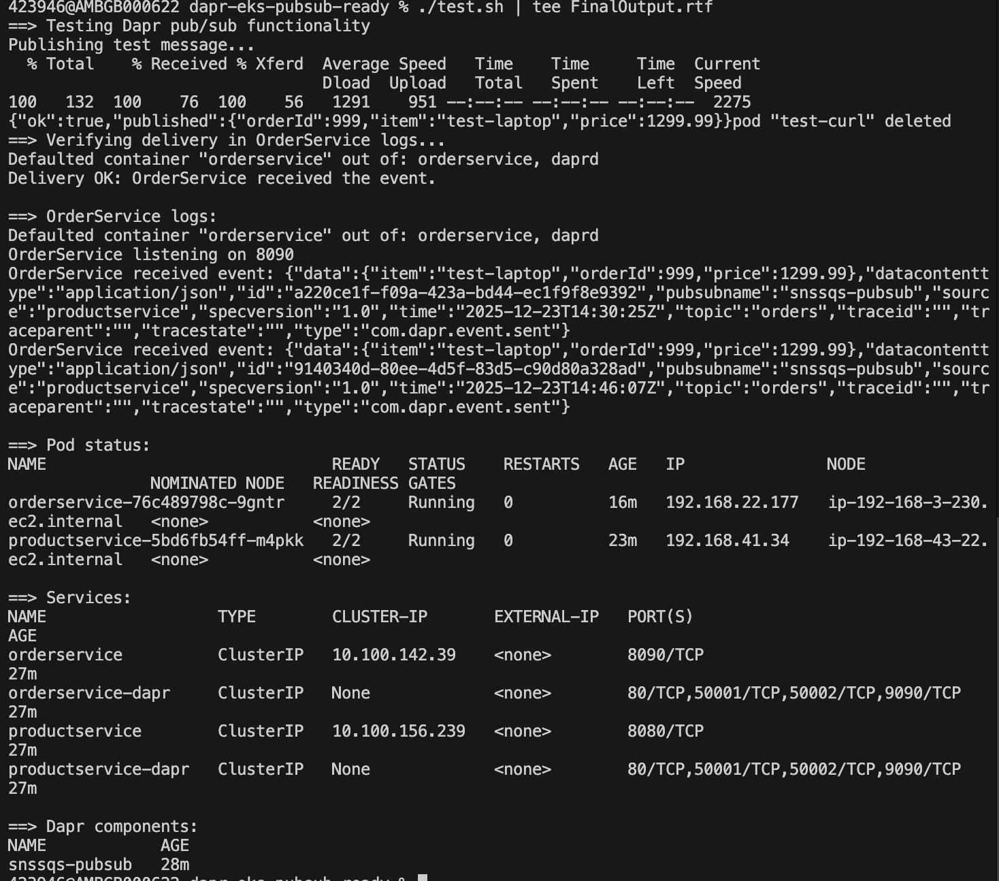 423946@AMBGB000622 dapr-eks-pubsub-ready % ./test.sh | tee FinalOutput.rtf
==> Testing Dapr pub/sub functionality
Publishing test message...
  % Total    % Received % Xferd  Average Speed   Time    Time     Time  Current
                                 Dload  Upload   Total   Spent    Left  Speed
100   132  100    76  100    56   1291    951 --:--:-- --:--:-- --:--:--  2275
{"ok":true,"published":{"orderId":999,"item":"test-laptop","price":1299.99}}pod "test-curl" deleted
==> Verifying delivery in OrderService logs...
Defaulted container "orderservice" out of: orderservice, daprd
Delivery OK: OrderService received the event.

==> OrderService logs:
Defaulted container "orderservice" out of: orderservice, daprd
OrderService listening on 8090
OrderService received event: {"data":{"item":"test-laptop","orderId":999,"price":1299.99},"datacontentt
ype":"application/json","id":"a220ce1f-f09a-423a-bd44-ec1f9f8e9392","pubsubname":"snssqs-pubsub","sourc
e":"productservice","specversion":"1.0","time":"2025-12-23T14:30:25Z","topic":"orders","traceid":"","tr
aceparent":"","tracestate":"","type":"com.dapr.event.sent"}
OrderService received event: {"data":{"item":"test-laptop","orderId":999,"price":1299.99},"datacontentt
ype":"application/json","id":"9140340d-80ee-4d5f-83d5-c90d80a328ad","pubsubname":"snssqs-pubsub","sourc
e":"productservice","specversion":"1.0","time":"2025-12-23T14:46:07Z","topic":"orders","traceid":"","tr
aceparent":"","tracestate":"","type":"com.dapr.event.sent"}

==> Pod status:
NAME                              READY   STATUS    RESTARTS   AGE   IP               NODE
               NOMINATED NODE   READINESS GATES
orderservice-76c489798c-9gntr     2/2     Running   0          16m   192.168.22.177   ip-192-168-3-230.
ec2.internal   <none>           <none>
productservice-5bd6fb54ff-m4pkk   2/2     Running   0          23m   192.168.41.34    ip-192-168-43-22.
ec2.internal   <none>           <none>

==> Services:
NAME                  TYPE        CLUSTER-IP       EXTERNAL-IP   PORT(S)
AGE
orderservice          ClusterIP   10.100.142.39    <none>        8090/TCP
27m
orderservice-dapr     ClusterIP   None             <none>        80/TCP,50001/TCP,50002/TCP,9090/TCP
27m
productservice        ClusterIP   10.100.156.239   <none>        8080/TCP
27m
productservice-dapr   ClusterIP   None             <none>        80/TCP,50001/TCP,50002/TCP,9090/TCP
27m

==> Dapr components:
NAME            AGE
snssqs-pubsub   28m
423946@AMBGB000622 dapr-eks-pubsub-ready %